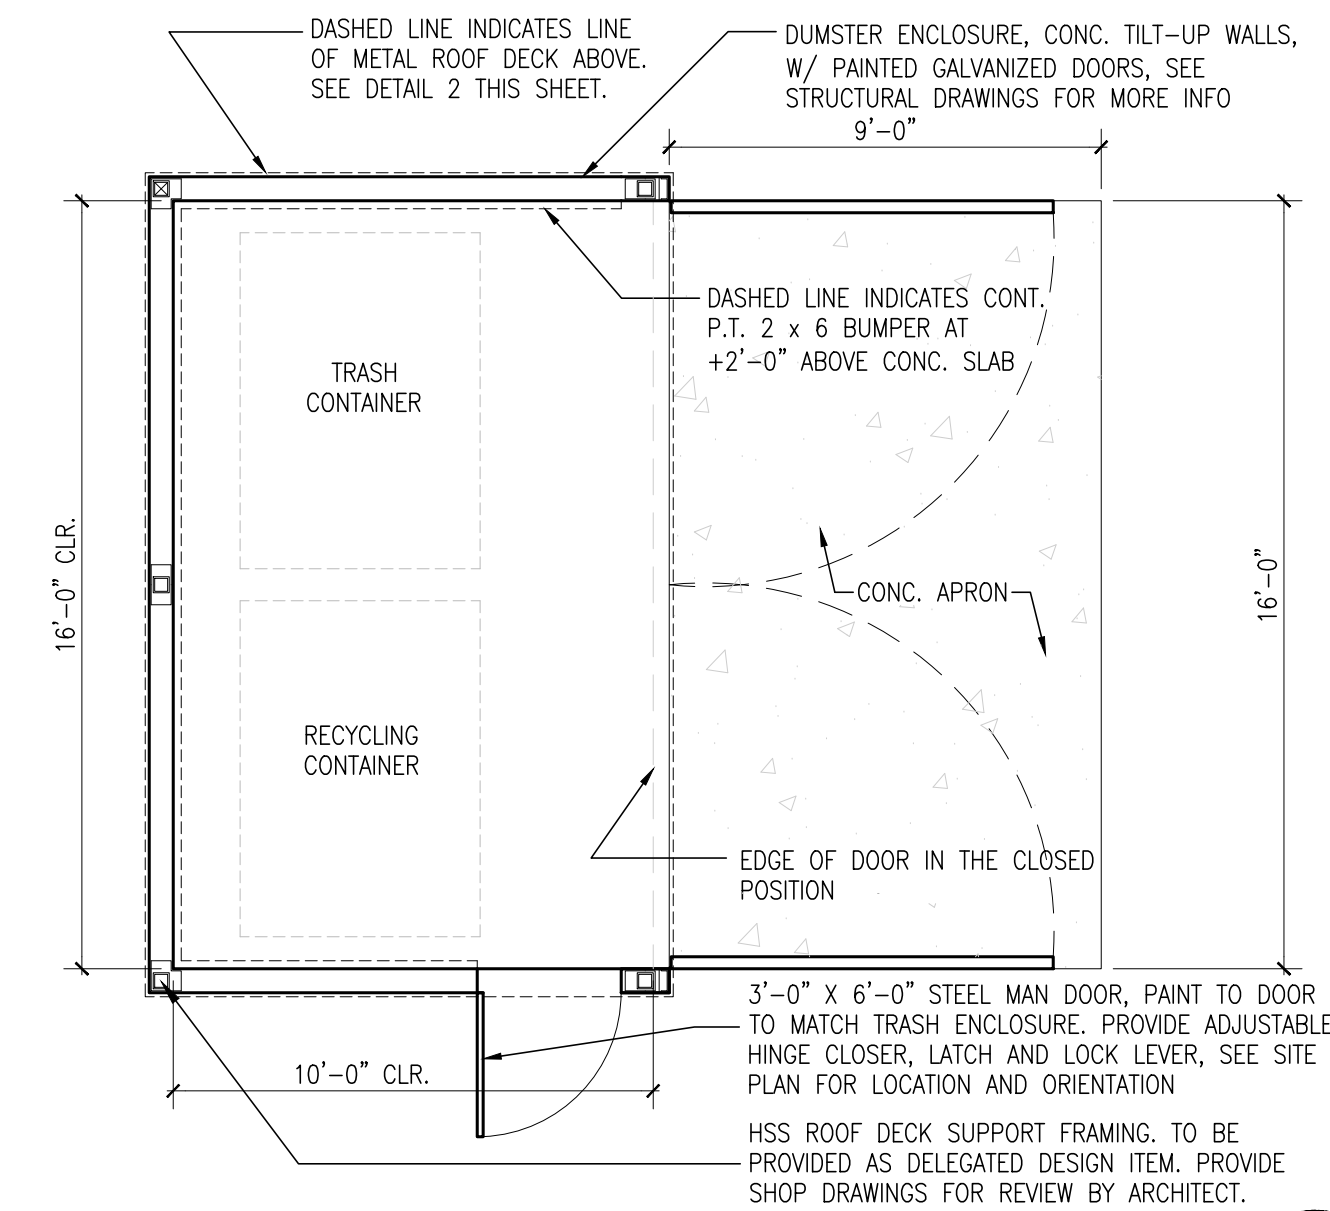 DASHED LINE INDICATES LINE
OF METAL ROOF DECK ABOVE.
SEE DETAIL 2 THIS SHEET.
DUMSTER ENCLOSURE, CONC. TILT-UP WALLS,
W/ PAINTED GALVANIZED DOORS, SEE
STRUCTURAL DRAWINGS FOR MORE INFO
9'-0"
DASHED LINE INDICATES CONT.
P.T. 2 x 6 BUMPER AT
+2'-0" ABOVE CONC. SLAB
TRASH
CONTAINER
16'-0" CLR.
CONC. APRON
16'-0"
RECYCLING
CONTAINER
EDGE OF DOOR IN THE CLOSED
POSITION
3'-0" X 6'-0" STEEL MAN DOOR, PAINT TO DOOR
TO MATCH TRASH ENCLOSURE. PROVIDE ADJUSTABLE
HINGE CLOSER, LATCH AND LOCK LEVER, SEE SITE
PLAN FOR LOCATION AND ORIENTATION
10'-0" CLR.
HSS ROOF DECK SUPPORT FRAMING. TO BE
PROVIDED AS DELEGATED DESIGN ITEM. PROVIDE
SHOP DRAWINGS FOR REVIEW BY ARCHITECT.